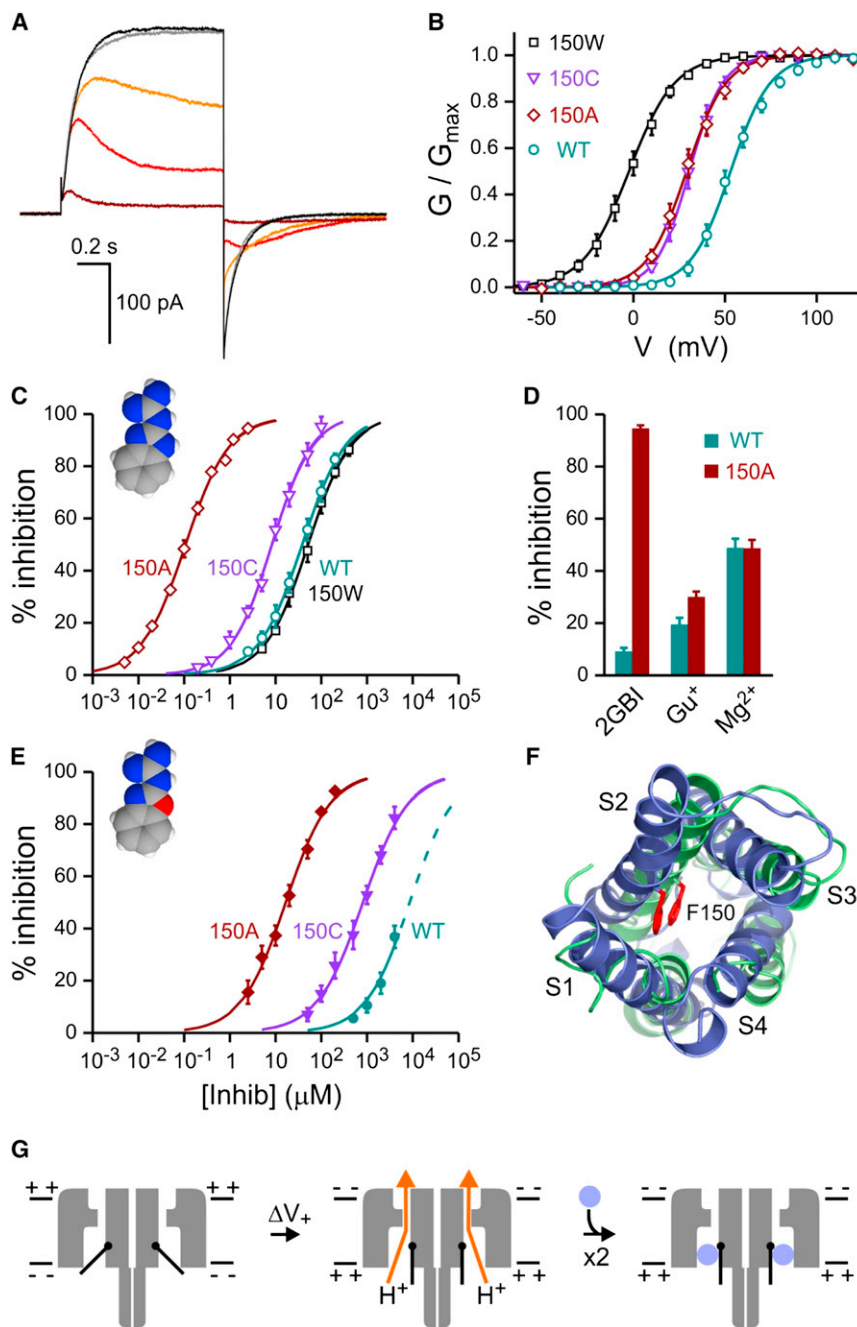 A
0.2 s
100 pA
B
G / Gmax
1.0
0.8
0.6
0.4
0.2
0.0
150W
150C
150A
WT
-50
0
50
100
V (mV)
C
% inhibition
100
80
60
40
20
0
150A
150C
WT
150W
10⁻³
10⁻²
10⁻¹
1
10
10²
10³
10⁴
10⁵
D
% inhibition
100
80
60
40
20
0
WT
150A
2GBI
Gu⁺
Mg²⁺
E
% inhibition
100
80
60
40
20
0
150A
150C
WT
10⁻³
10⁻²
10⁻¹
1
10
10²
10³
10⁴
10⁵
[Inhib] (μM)
F
S2
S3
F150
S1
S4
G
+ +
+ +
- -
- -
ΔV₊
- -
- -
H⁺
H⁺
+ +
+ +
x2
- -
- -
+ +
+ +